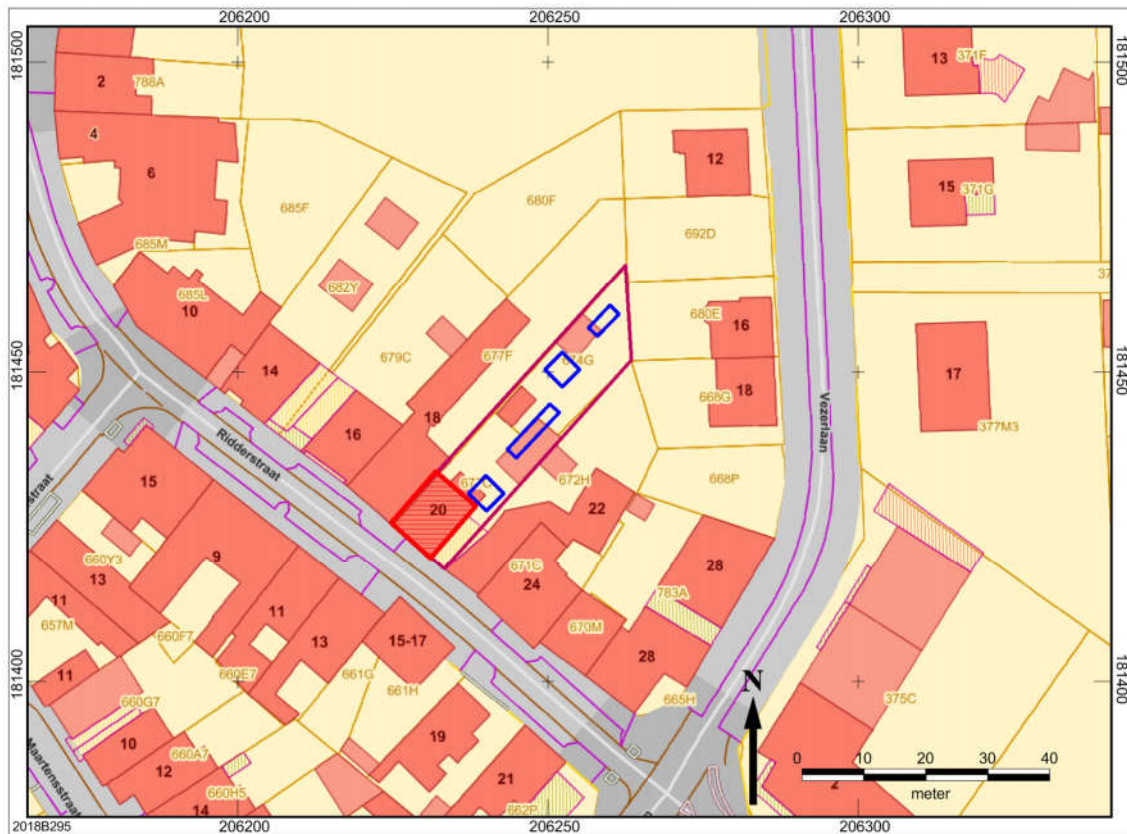 206200 206250 206300
181500 181500
181450 181450
181400 181400
2
788A
4
6
685F
685M
685L
10
682Y
14
679C
677F
18
16
680F
12
692D
674G
680E
16
18
668G
13
371F
15
371G
17
377M3
37
Vezerlaan
Ridderstraat
straat
15
20
672H
22
668P
28
783A
671C
24
670M
28
665H
660Y3
13
9
11
657M
11
660F7
11
13
660E7
15-17
661G
661H
660G7
10
660A7
12
14
660H5
19
21
662P
Maartensstraat
375C
2
N
0 10 20 30 40
meter
2018B295
206200 206250 206300